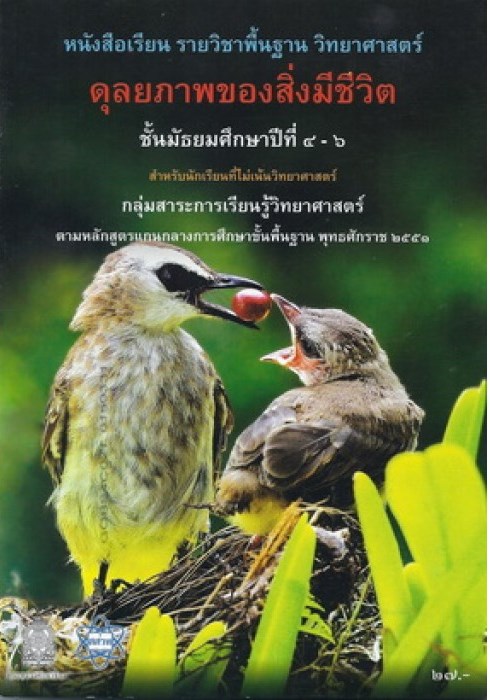 หนังสือเรียน รายวิชาพื้นฐาน วิทยาศาสตร์
ดุลยภาพของสิ่งมีชีวิต
ชั้นมัธยมศึกษาปีที่ ๔ - ๖
สำหรับนักเรียนที่ไม่เน้นวิทยาศาสตร์
กลุ่มสาระการเรียนรู้วิทยาศาสตร์
ตามหลักสูตรแกนกลางการศึกษาขั้นพื้นฐาน พุทธศักราช ๒๕๕๑
สสวท
๒๗.-